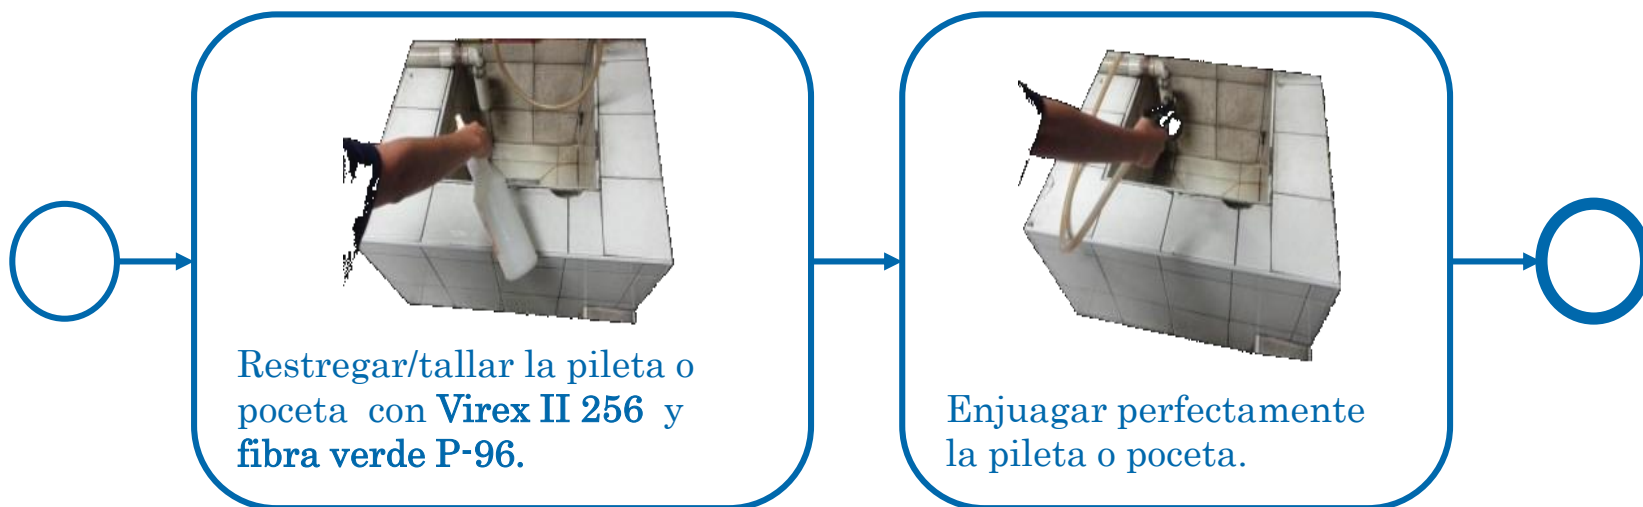 Restregar/tallar la pileta o
poceta con Virex II 256 y
fibra verde P-96.
Enjuagar perfectamente
la pileta o poceta.